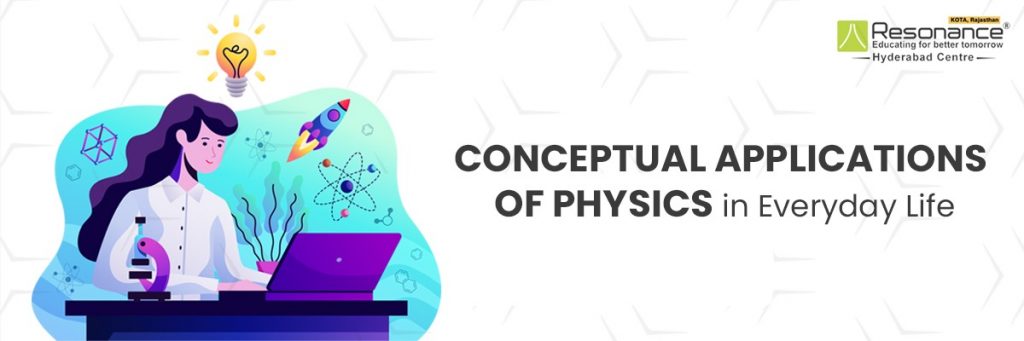 KOTA, Rajasthan
Resonance®
Educating for better tomorrow
Hyderabad Centre
CONCEPTUAL APPLICATIONS
OF PHYSICS in Everyday Life